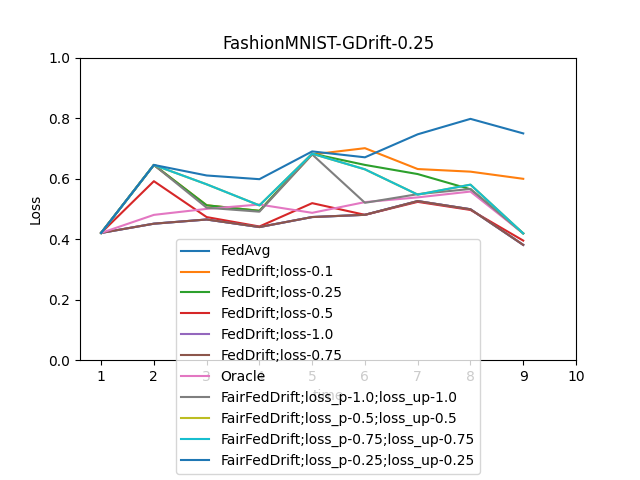 FashionMNIST-GDrift-0.25
1.0
0.8
0.6
0.4
0.2
0.0
Loss
1 2 3 4 5 6 7 8 9 10
FedAvg
FedDrift;loss-0.1
FedDrift;loss-0.25
FedDrift;loss-0.5
FedDrift;loss-1.0
FedDrift;loss-0.75
Oracle
FairFedDrift;loss_p-1.0;loss_up-1.0
FairFedDrift;loss_p-0.5;loss_up-0.5
FairFedDrift;loss_p-0.75;loss_up-0.75
FairFedDrift;loss_p-0.25;loss_up-0.25